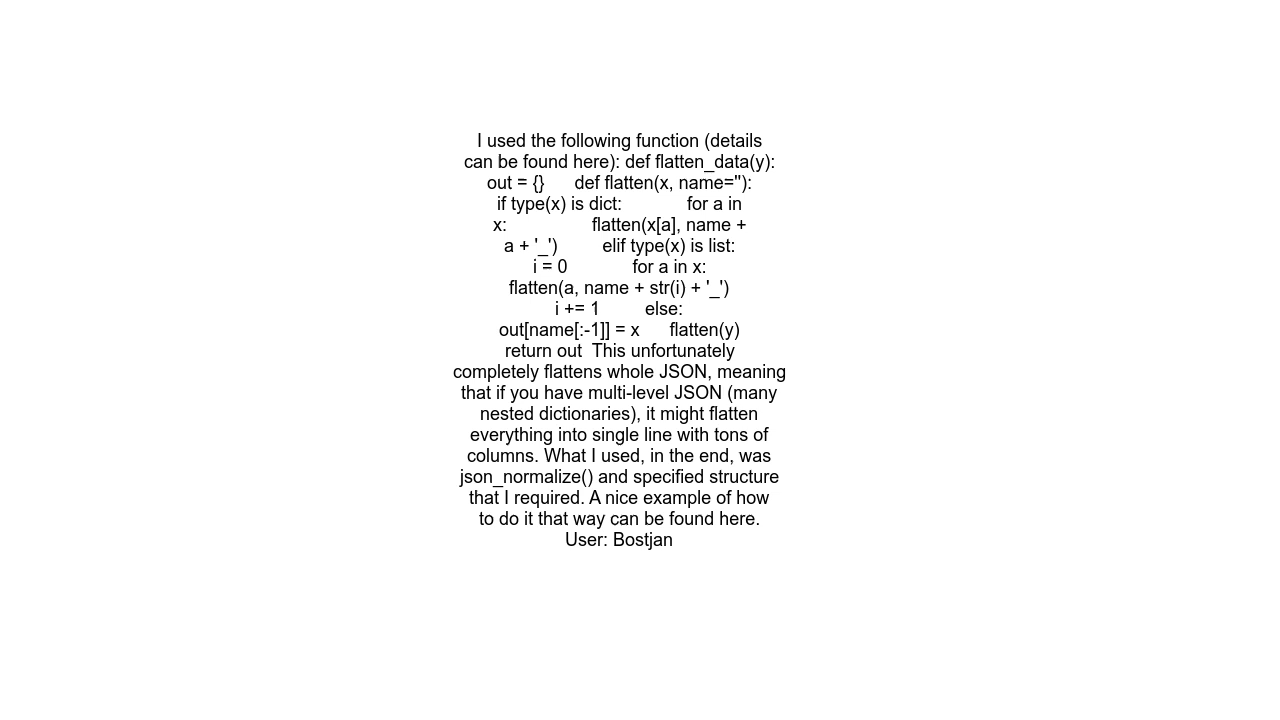 I used the following function (details
can be found here): def flatten_data(y):
out = {}      def flatten(x, name=''):
if type(x) is dict:             for a in
x:                 flatten(x[a], name +
a + '_')         elif type(x) is list:
i = 0             for a in x:
flatten(a, name + str(i) + '_')
i += 1         else:
out[name[:-1]] = x      flatten(y)
return out  This unfortunately
completely flattens whole JSON, meaning
that if you have multi-level JSON (many
nested dictionaries), it might flatten
everything into single line with tons of
columns. What I used, in the end, was
json_normalize() and specified structure
that I required. A nice example of how
to do it that way can be found here.
User: Bostjan